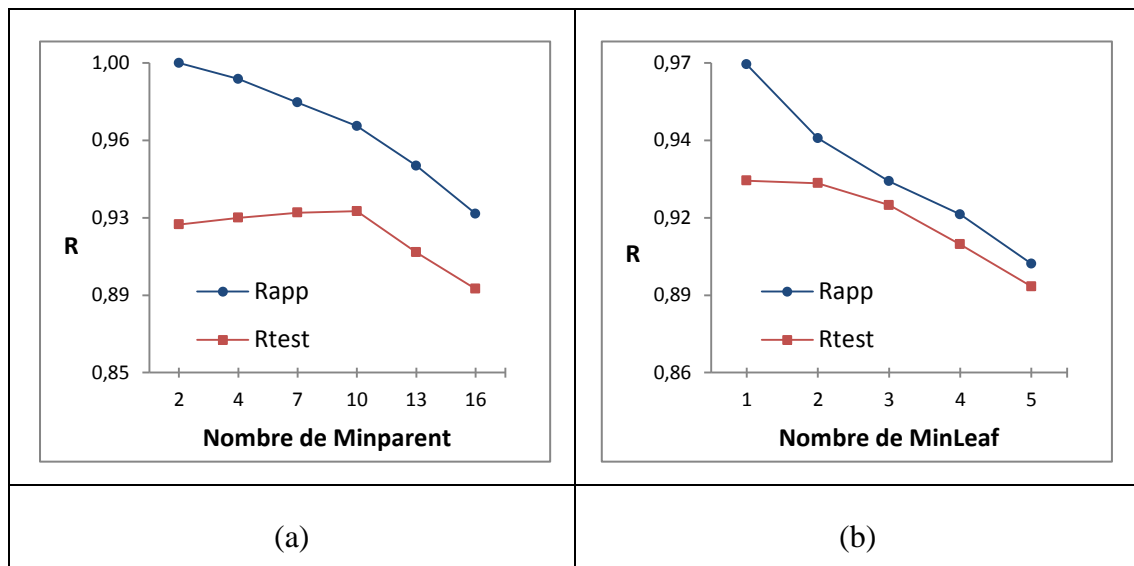 1,00
0,96
0,93
0,89
0,85
R
Rapp
Rtest
2 4 7 10 13 16
Nombre de Minparent
0,97
0,94
0,92
0,89
0,86
R
Rapp
Rtest
1 2 3 4 5
Nombre de MinLeaf
(a)
(b)